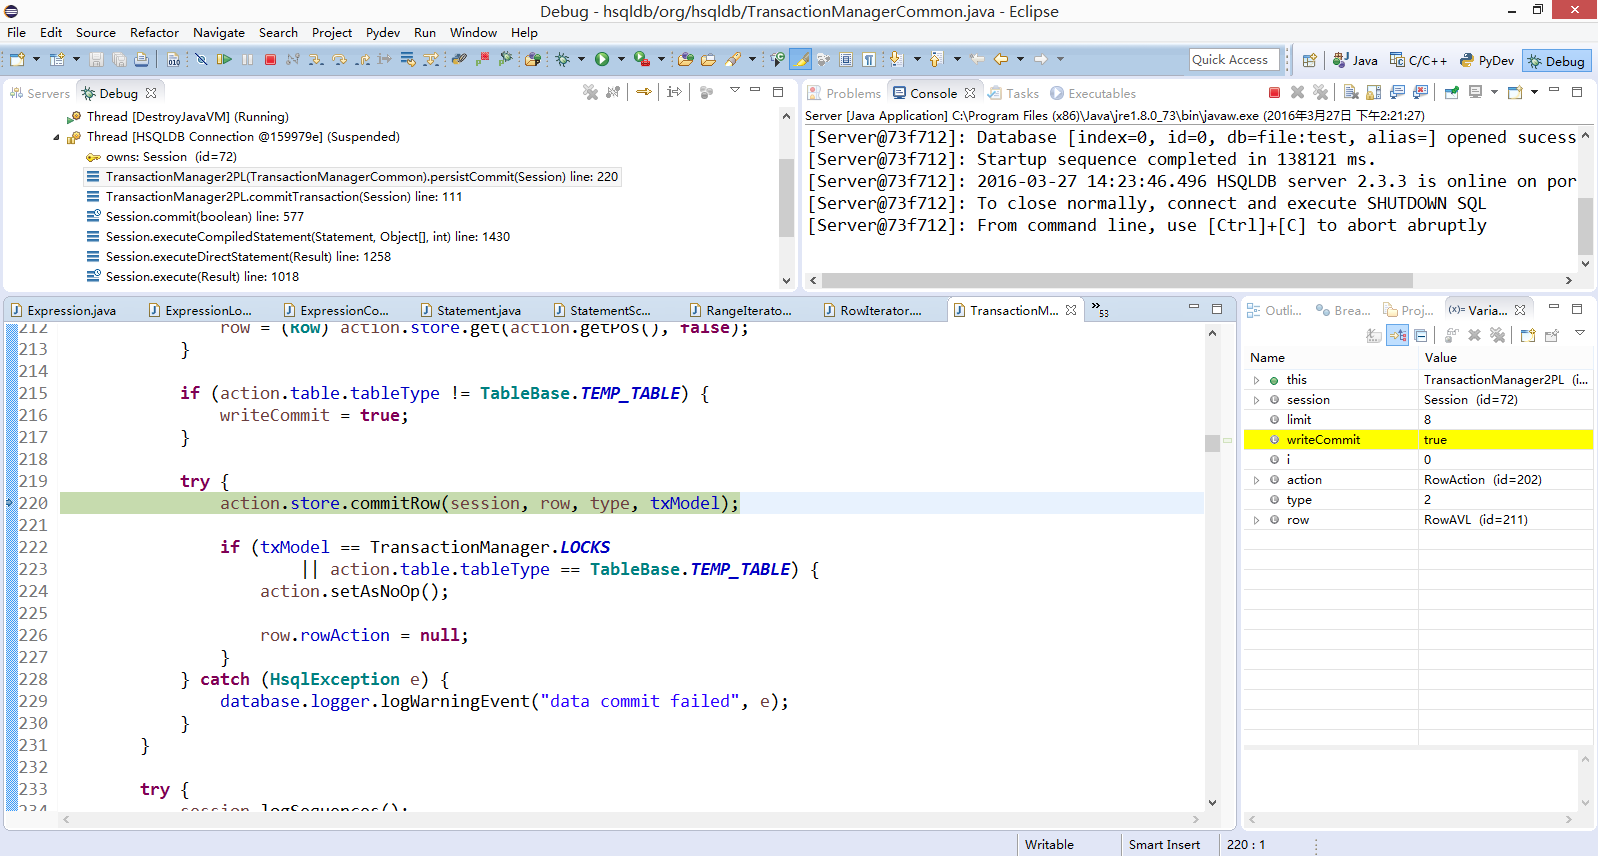 Debug - hsqldb/org/hsqldb/TransactionManagerCommon.java - Eclipse
File Edit Source Refactor Navigate Search Project Pydev Run Window Help
Quick Access Java C/C++ PyDev Debug
Servers Debug
Thread [DestroyJavaVM] (Running)
Thread [HSQLDB Connection @159979e] (Suspended)
owns: Session (id=72)
TransactionManager2PL(TransactionManagerCommon).persistCommit(Session) line: 220
TransactionManager2PL.commitTransaction(Session) line: 111
Session.commit(boolean) line: 577
Session.executeCompiledStatement(Statement, Object[], int) line: 1430
Session.executeDirectStatement(Result) line: 1258
Session.execute(Result) line: 1018
Problems Console Tasks Executables
Server [Java Application] C:\Program Files (x86)\Java\jre1.8.0_73\bin\javaw.exe (2016年3月27日 下午2:21:27)
[Server@73f712]: Database [index=0, id=0, db=file:test, alias=] opened sucess
[Server@73f712]: Startup sequence completed in 138121 ms.
[Server@73f712]: 2016-03-27 14:23:46.496 HSQLDB server 2.3.3 is online on por
[Server@73f712]: To close normally, connect and execute SHUTDOWN SQL
[Server@73f712]: From command line, use [Ctrl]+[C] to abort abruptly
Expression.java ExpressionLo... ExpressionCo... Statement.java StatementSc... RangeIterato... RowIterator.... TransactionM... »53
212 row = (Row) action.store.get(action.getPos(), false);
213 }
214
215 if (action.table.tableType != TableBase.TEMP_TABLE) {
216 writeCommit = true;
217 }
218
219 try {
220 action.store.commitRow(session, row, type, txModel);
221
222 if (txModel == TransactionManager.LOCKS
223 || action.table.tableType == TableBase.TEMP_TABLE) {
224 action.setAsNoOp();
225
226 row.rowAction = null;
227 }
228 } catch (HsqlException e) {
229 database.logger.logWarningEvent("data commit failed", e);
230 }
231 }
232
233 try {
234 session.logSequences();
Outli... Brea... Proj... (x)= Varia...
Name Value
this TransactionManager2PL (i...
session Session (id=72)
limit 8
writeCommit true
i 0
action RowAction (id=202)
type 2
row RowAVL (id=211)
Writable Smart Insert 220 : 1